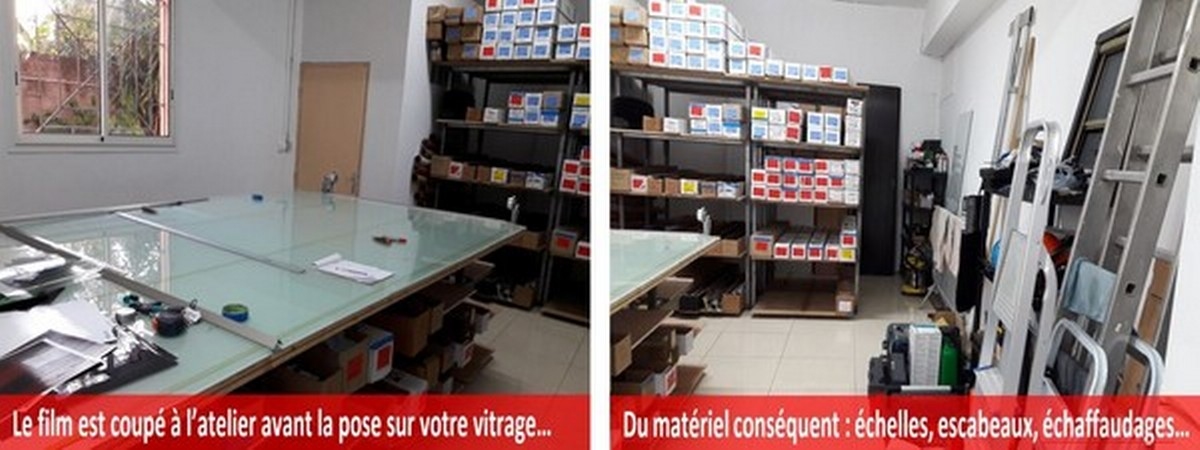 Le film est coupé à l'atelier avant la pose sur votre vitrage...
Du matériel conséquent : échelles, escabeaux, échaffaudages...